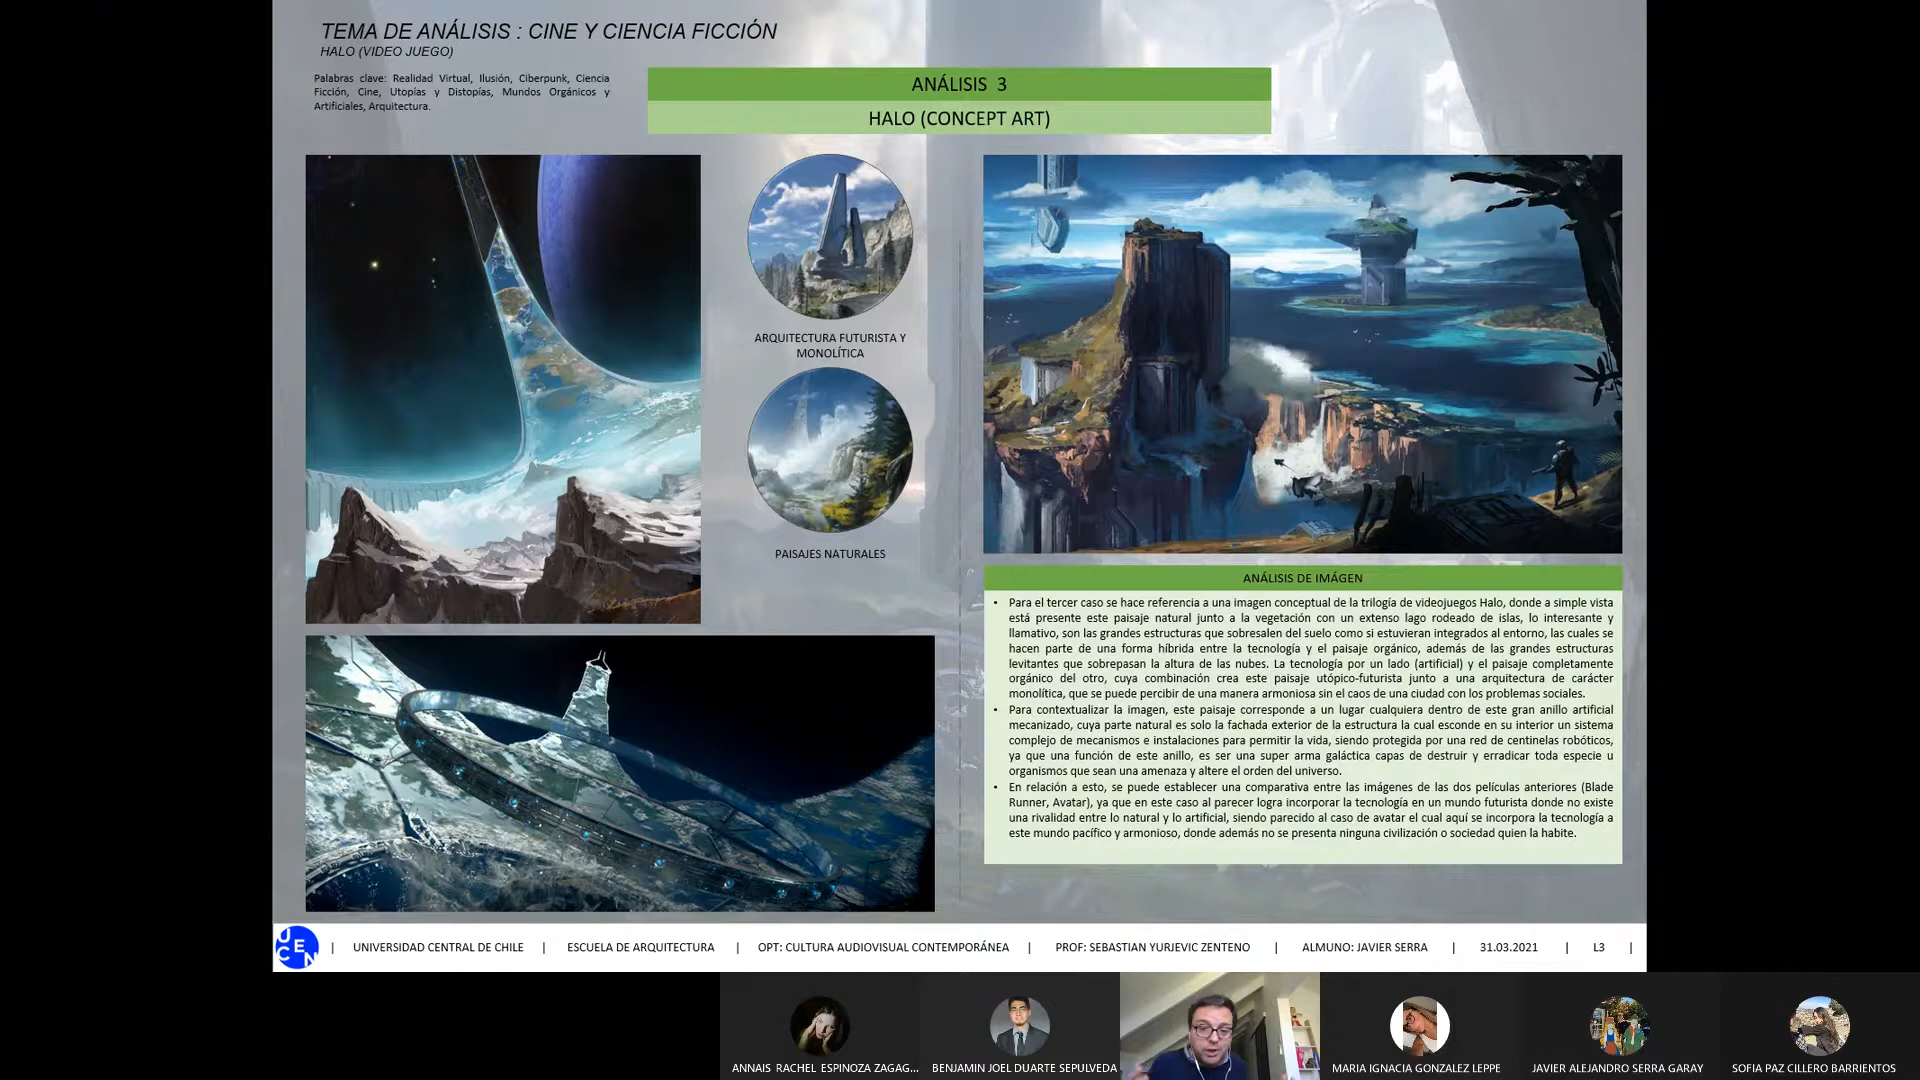 TEMA DE ANÁLISIS : CINE Y CIENCIA FICCIÓN
HALO (VIDEO JUEGO)
Palabras clave: Realidad Virtual, Ilusión, Ciberpunk, Ciencia
Ficción, Cine, Utopías y Distopías, Mundos Orgánicos y
Artificiales, Arquitectura.
ANÁLISIS 3
HALO (CONCEPT ART)
ARQUITECTURA FUTURISTA Y
MONOLÍTICA
PAISAJES NATURALES
ANÁLISIS DE IMÁGEN
• Para el tercer caso se hace referencia a una imagen conceptual de la trilogía de videojuegos Halo, donde a simple vista
está presente este paisaje natural junto a la vegetación con un extenso lago rodeado de islas, lo interesante y
llamativo, son las grandes estructuras que sobresalen del suelo como si estuvieran integrados al entorno, las cuales se
hacen parte de una forma híbrida entre la tecnología y el paisaje orgánico, además de las grandes estructuras
levitantes que sobrepasan la altura de las nubes. La tecnología por un lado (artificial) y el paisaje completamente
orgánico del otro, cuya combinación crea este paisaje utópico-futurista junto a una arquitectura de carácter
monolítica, que se puede percibir de una manera armoniosa sin el caos de una ciudad con los problemas sociales.
• Para contextualizar la imagen, este paisaje corresponde a un lugar cualquiera dentro de este gran anillo artificial
mecanizado, cuya parte natural es solo la fachada exterior de la estructura la cual esconde en su interior un sistema
complejo de mecanismos e instalaciones para permitir la vida, siendo protegida por una red de centinelas robóticos,
ya que una función de este anillo, es ser una super arma galáctica capas de destruir y erradicar toda especie u
organismos que sean una amenaza y altere el orden del universo.
• En relación a esto, se puede establecer una comparativa entre las imágenes de las dos películas anteriores (Blade
Runner, Avatar), ya que en este caso al parecer logra incorporar la tecnología en un mundo futurista donde no existe
una rivalidad entre lo natural y lo artificial, siendo parecido al caso de avatar el cual aquí se incorpora la tecnología a
este mundo pacífico y armonioso, donde además no se presenta ninguna civilización o sociedad quien la habite.
UCEN | UNIVERSIDAD CENTRAL DE CHILE | ESCUELA DE ARQUITECTURA | OPT: CULTURA AUDIOVISUAL CONTEMPORÁNEA | PROF: SEBASTIAN YURJEVIC ZENTENO | ALMUNO: JAVIER SERRA | 31.03.2021 | L3 |
ANNAIS RACHEL ESPINOZA ZAGAG... BENJAMIN JOEL DUARTE SEPULVEDA MARIA IGNACIA GONZALEZ LEPPE JAVIER ALEJANDRO SERRA GARAY SOFIA PAZ CILLERO BARRIENTOS